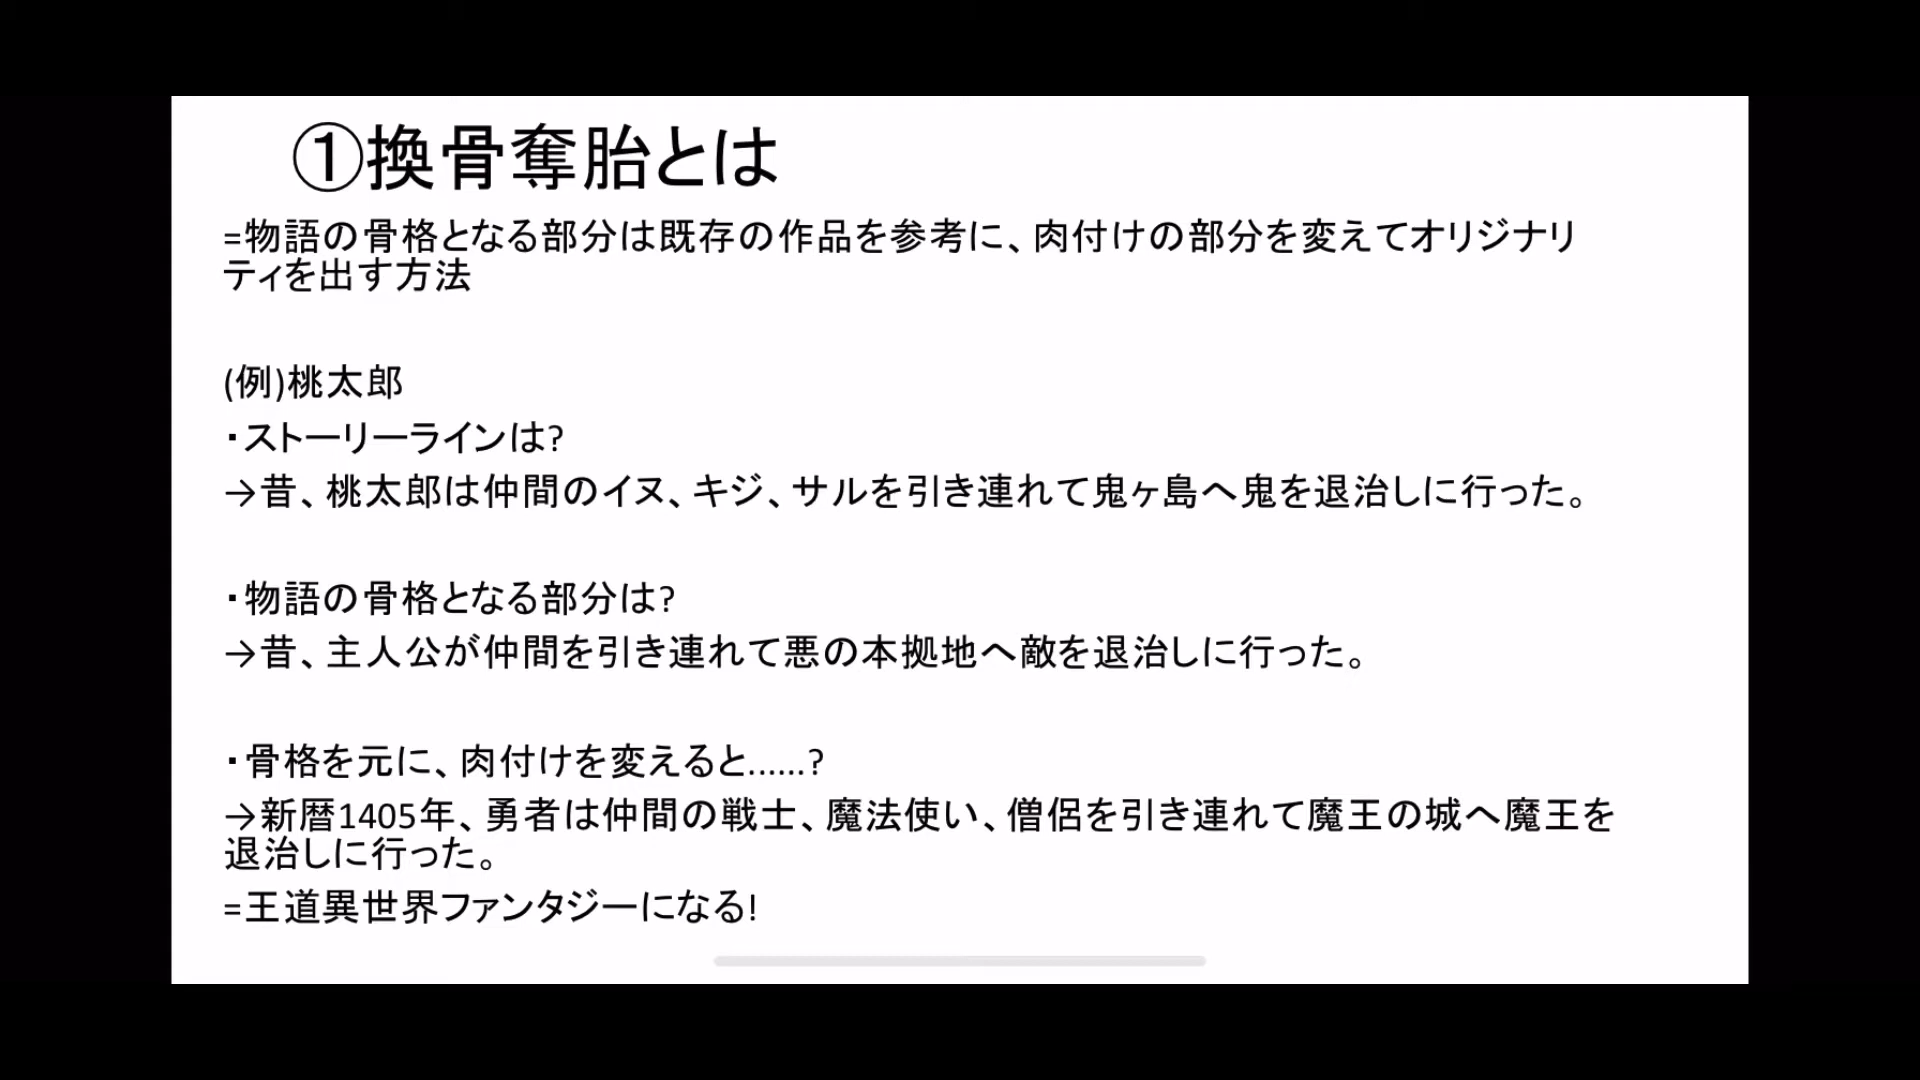 ①換骨奪胎とは
=物語の骨格となる部分は既存の作品を参考に、肉付けの部分を変えてオリジナリ
ティを出す方法
(例)桃太郎
・ストーリーラインは?
→昔、桃太郎は仲間のイヌ、キジ、サルを引き連れて鬼ヶ島へ鬼を退治しに行った。
・物語の骨格となる部分は?
→昔、主人公が仲間を引き連れて悪の本拠地へ敵を退治しに行った。
・骨格を元に、肉付けを変えると......?
→新暦1405年、勇者は仲間の戦士、魔法使い、僧侶を引き連れて魔王の城へ魔王を
退治しに行った。
=王道異世界ファンタジーになる!